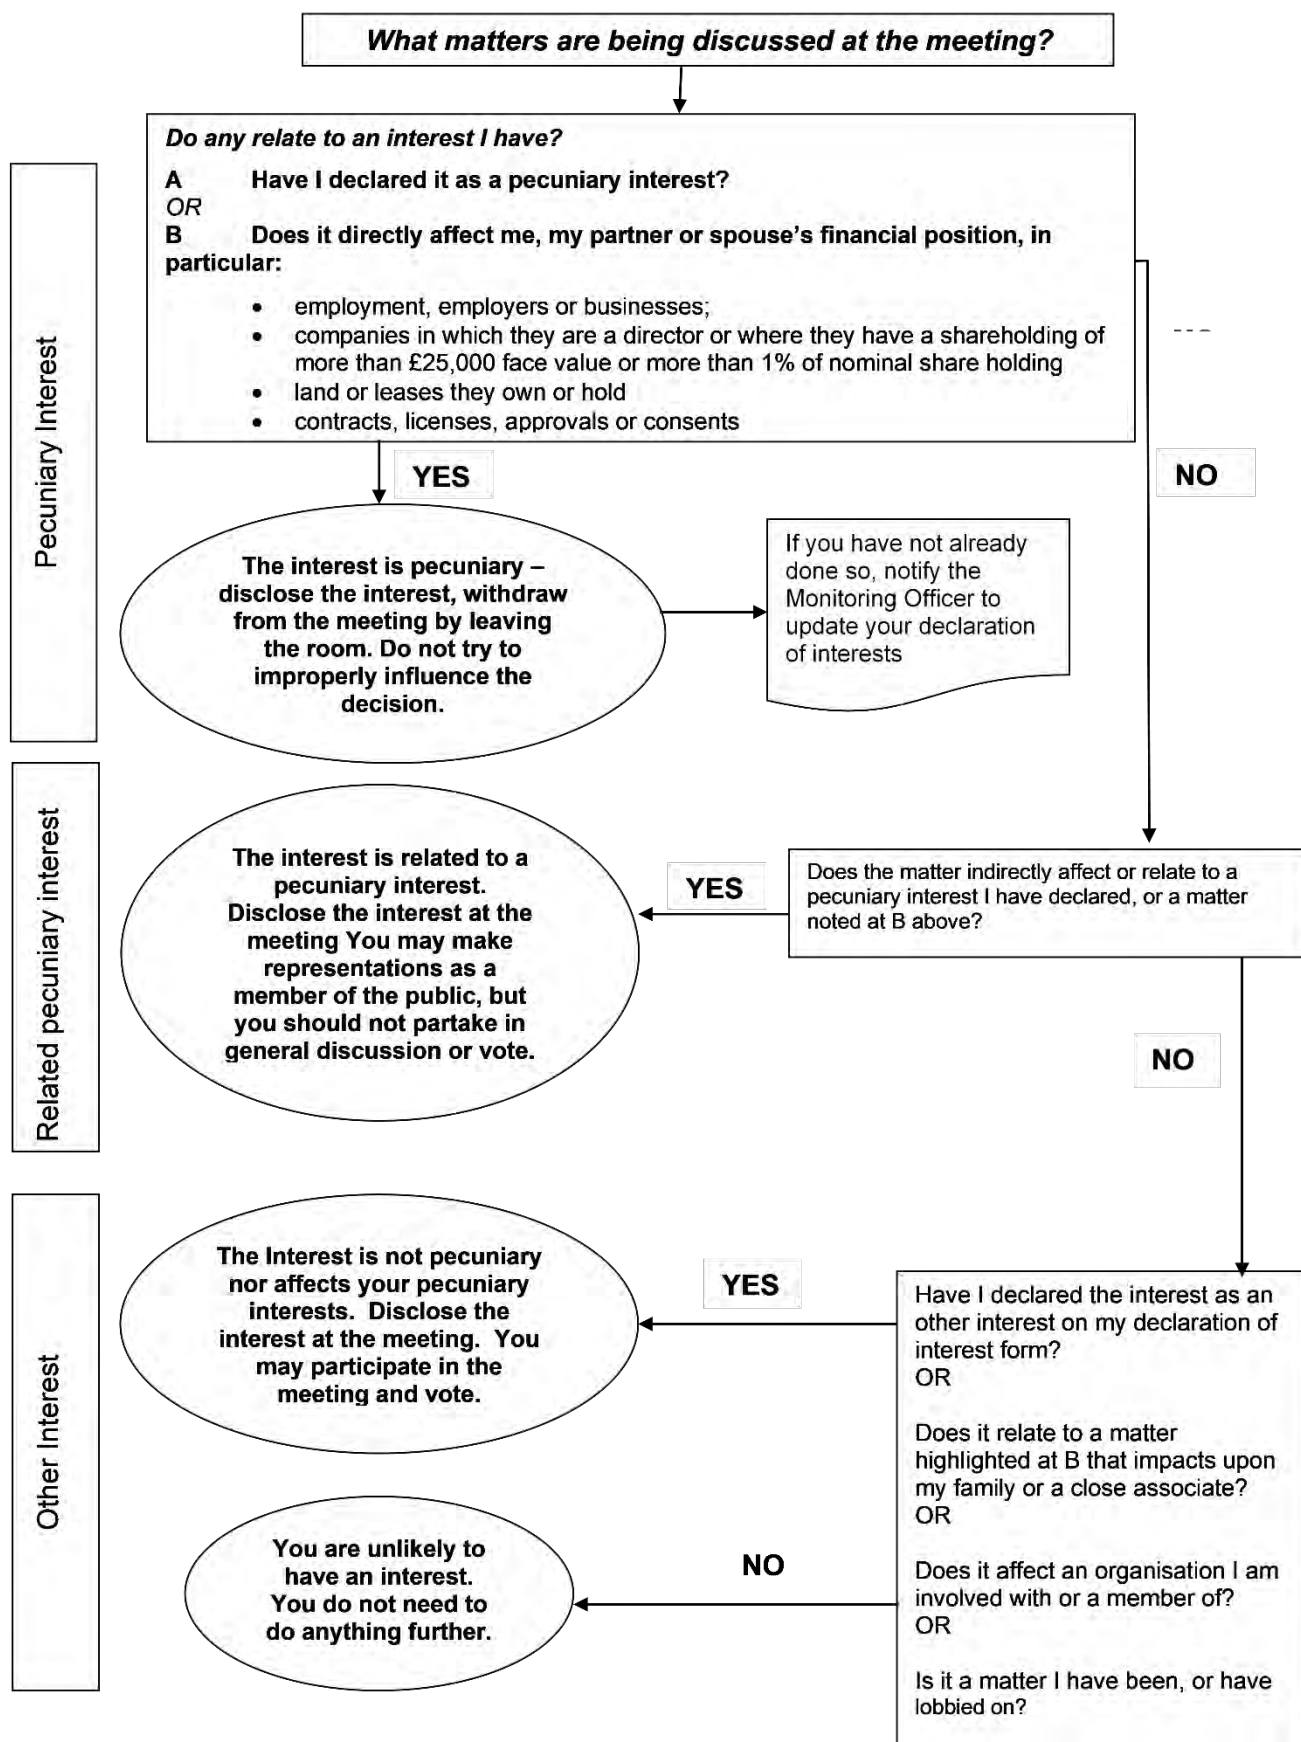 What matters are being discussed at the meeting?
Do any relate to an interest I have?
A Have I declared it as a pecuniary interest?
OR
B Does it directly affect me, my partner or spouse's financial position, in
particular:
• employment, employers or businesses;
• companies in which they are a director or where they have a shareholding of
more than £25,000 face value or more than 1% of nominal share holding
• land or leases they own or hold
• contracts, licenses, approvals or consents
Pecuniary Interest
YES
NO
The interest is pecuniary –
disclose the interest, withdraw
from the meeting by leaving
the room. Do not try to
improperly influence the
decision.
If you have not already
done so, notify the
Monitoring Officer to
update your declaration
of interests
Related pecuniary interest
The interest is related to a
pecuniary interest.
Disclose the interest at the
meeting You may make
representations as a
member of the public, but
you should not partake in
general discussion or vote.
YES
Does the matter indirectly affect or relate to a
pecuniary interest I have declared, or a matter
noted at B above?
NO
Other Interest
The Interest is not pecuniary
nor affects your pecuniary
interests. Disclose the
interest at the meeting. You
may participate in the
meeting and vote.
YES
Have I declared the interest as an
other interest on my declaration of
interest form?
OR
Does it relate to a matter
highlighted at B that impacts upon
my family or a close associate?
OR
Does it affect an organisation I am
involved with or a member of?
OR
Is it a matter I have been, or have
lobbied on?
NO
You are unlikely to
have an interest.
You do not need to
do anything further.